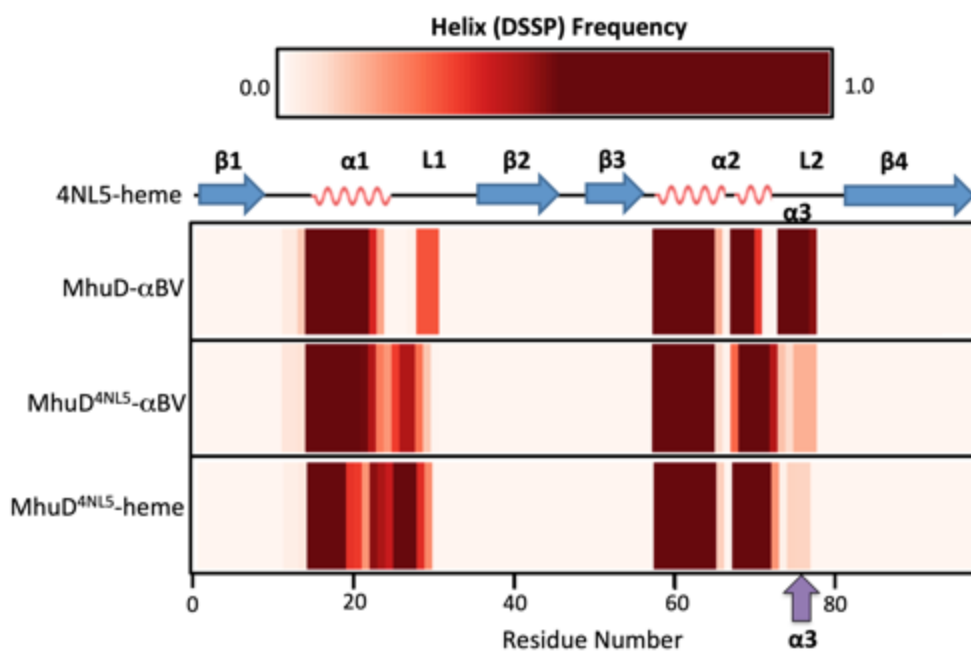 Helix (DSSP) Frequency
0.0 1.0
β1 α1 L1 β2 β3 α2 L2 β4
4NL5-heme
α3
MhuD-αBV
MhuD⁴ᴺᴸ⁵-αBV
MhuD⁴ᴺᴸ⁵-heme
0 20 40 60 80
Residue Number α3